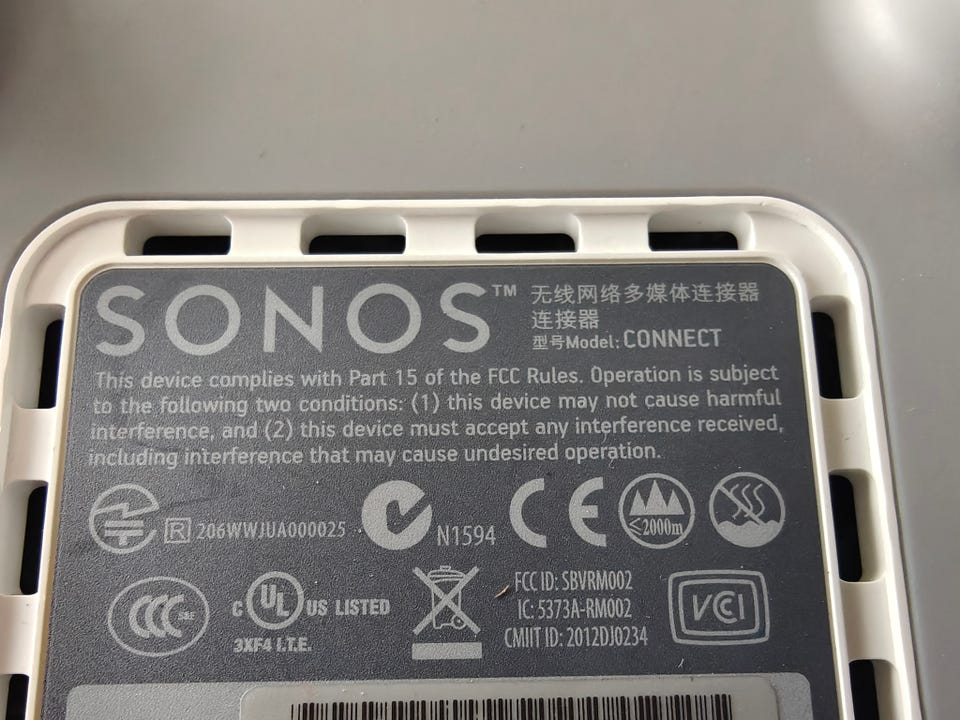 SONOS™
无线网络多媒体连接器
连接器
型号Model: CONNECT
This device complies with Part 15 of the FCC Rules. Operation is subject
to the following two conditions: (1) this device may not cause harmful
interference, and (2) this device must accept any interference received,
including interference that may cause undesired operation.
R 206WWJUA000025
N1594
CE
≤2000m
CCC S&E
C UL US LISTED
3XF4 I.T.E.
FCC ID: SBVRM002
IC: 5373A-RM002
CMIIT ID: 2012DJ0234
VCCI